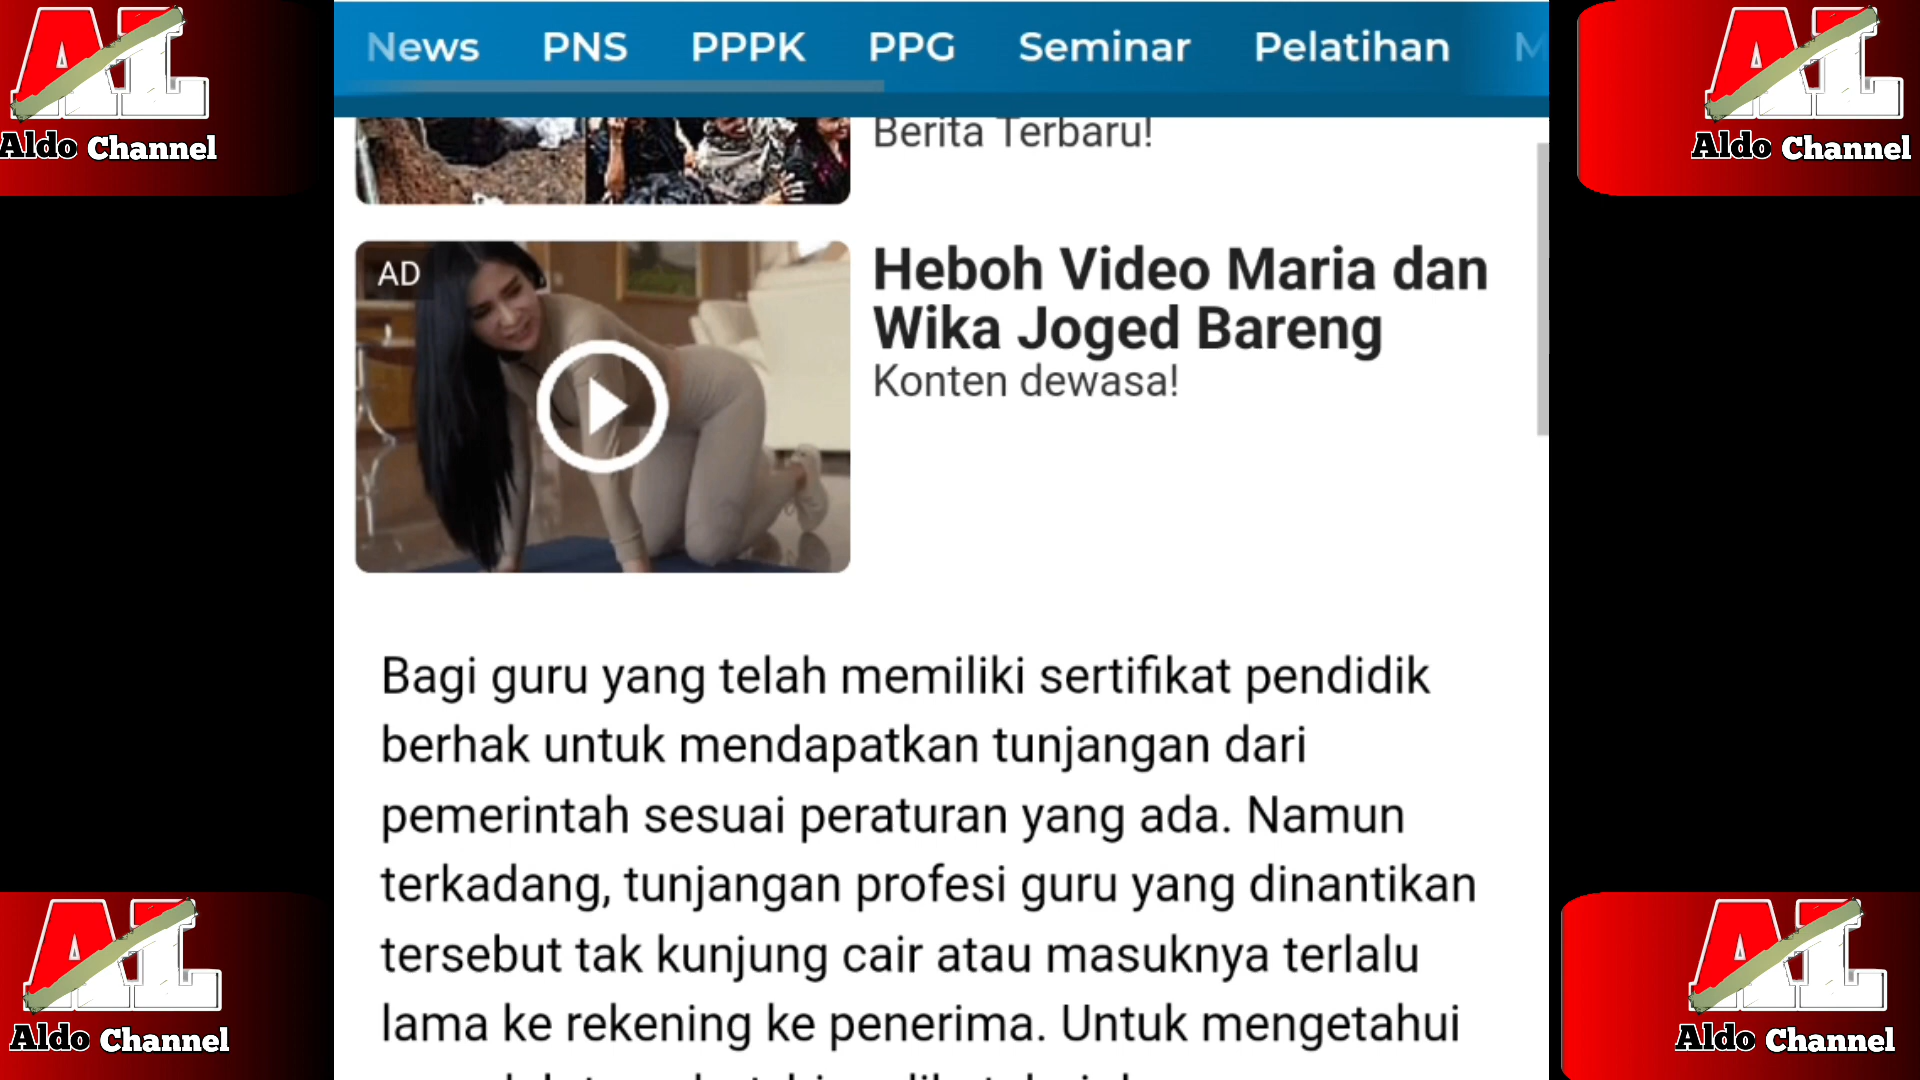 AL
Aldo Channel
News PNS PPPK PPG Seminar Pelatihan
AL
Aldo Channel
Berita Terbaru!
AD
Heboh Video Maria dan
Wika Joged Bareng
Konten dewasa!
Bagi guru yang telah memiliki sertifikat pendidik
berhak untuk mendapatkan tunjangan dari
pemerintah sesuai peraturan yang ada. Namun
terkadang, tunjangan profesi guru yang dinantikan
tersebut tak kunjung cair atau masuknya terlalu
lama ke rekening ke penerima. Untuk mengetahui
AL
Aldo Channel
AL
Aldo Channel